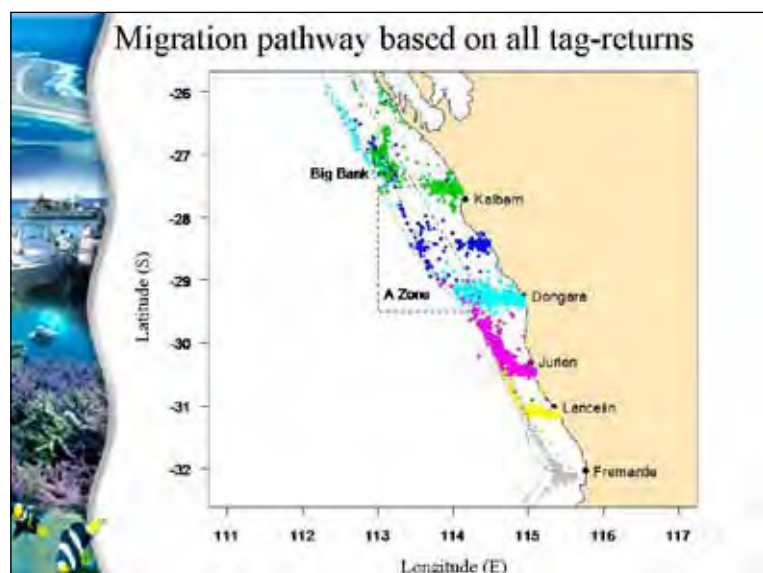 Migration pathway based on all tag-returns
-26
-27
Big Bank
Kalbarri
-28
-29
A Zone
Dongara
-30
Jurien
-31
Lancelin
-32
Fremantle
Latitude (S)
111
112
113
114
115
116
117
Longitude (E)